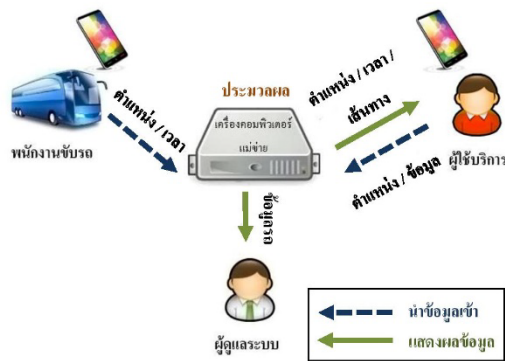 ประมวลผล
เครื่องคอมพิวเตอร์
แม่ข่าย
พนักงานขับรถ
ตำแหน่ง / เวลา
ตำแหน่ง / เวลา /
เส้นทาง
ตำแหน่ง / ข้อมูล
ผู้ใช้บริการ
ข้อมูลรถ
ผู้ดูแลระบบ
นำข้อมูลเข้า
แสดงผลข้อมูล